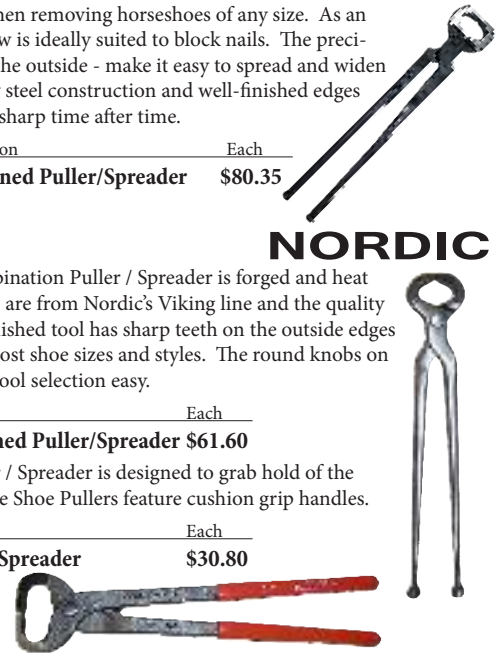 hen removing horseshoes of any size. As an
w is ideally suited to block nails. The preci-
he outside - make it easy to spread and widen
steel construction and well-finished edges
sharp time after time.
on Each
ned Puller/Spreader $80.35
NORDIC
bination Puller / Spreader is forged and heat
are from Nordic's Viking line and the quality
ished tool has sharp teeth on the outside edges
ost shoe sizes and styles. The round knobs on
ool selection easy.
Each
ned Puller/Spreader $61.60
/ Spreader is designed to grab hold of the
e Shoe Pullers feature cushion grip handles.
Each
Spreader $30.80